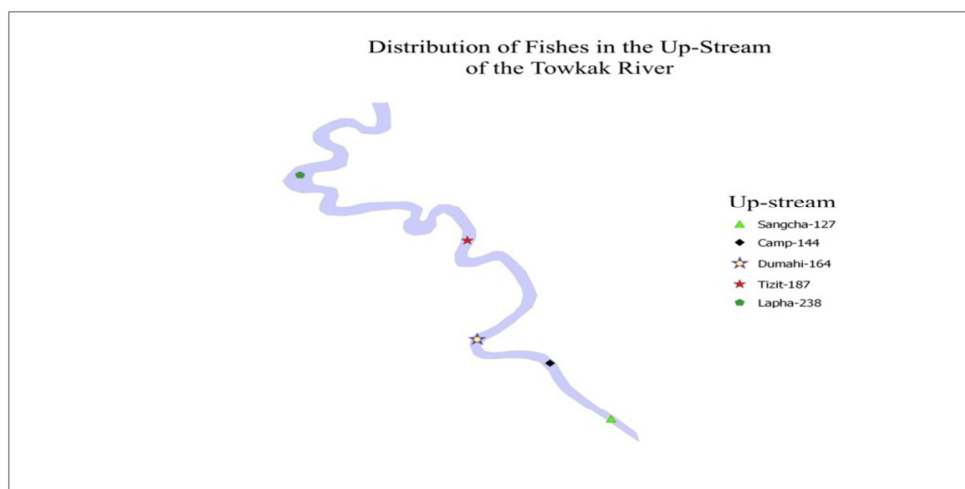 Distribution of Fishes in the Up-Stream
of the Towkak River
Up-stream
Sangcha-127
Camp-144
Dumahi-164
Tizit-187
Lapha-238